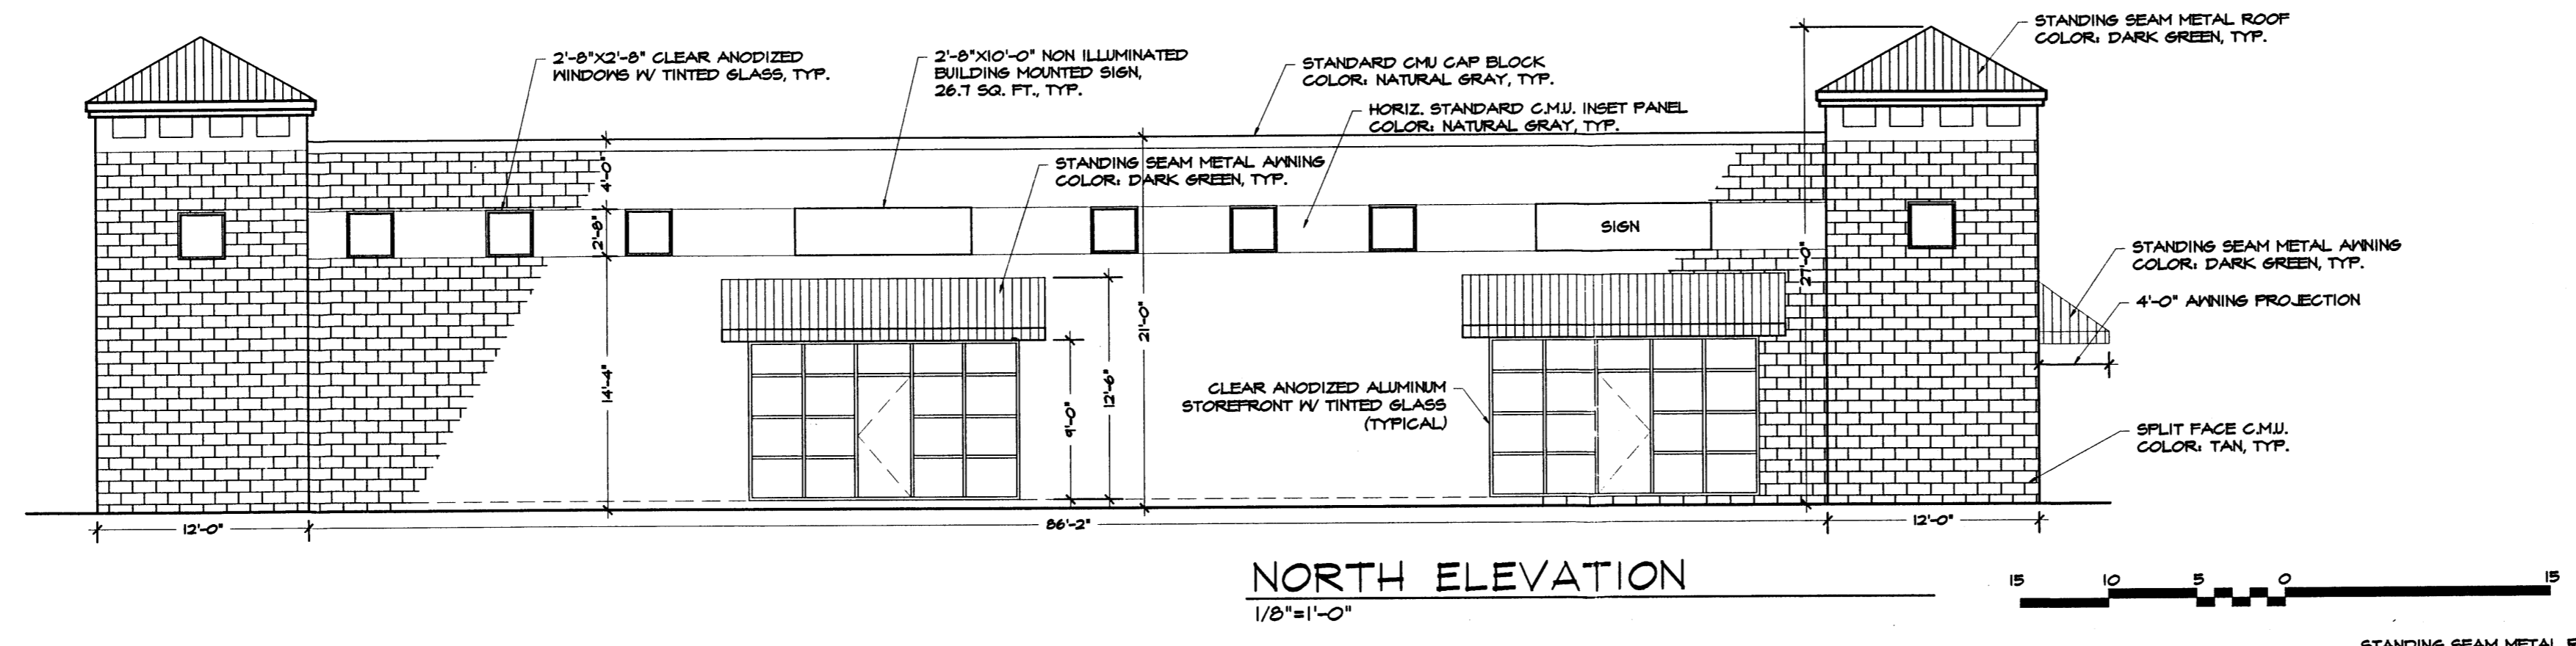 STANDING SEAM METAL ROOF
COLOR: DARK GREEN, TYP.
2'-8"X2'-8" CLEAR ANODIZED
WINDOWS W/ TINTED GLASS, TYP.
2'-8"X10'-0" NON ILLUMINATED
BUILDING MOUNTED SIGN,
26.7 SQ. FT., TYP.
STANDARD CMU CAP BLOCK
COLOR: NATURAL GRAY, TYP.
HORIZ. STANDARD C.M.U. INSET PANEL
COLOR: NATURAL GRAY, TYP.
STANDING SEAM METAL AWNING
COLOR: DARK GREEN, TYP.
4'-0"
2'-8"
14'-4"
SIGN
21'-0"
27'-0"
STANDING SEAM METAL AWNING
COLOR: DARK GREEN, TYP.
4'-0" AWNING PROJECTION
9'-0"
12'-6"
CLEAR ANODIZED ALUMINUM
STOREFRONT W/ TINTED GLASS
(TYPICAL)
SPLIT FACE C.M.U.
COLOR: TAN, TYP.
12'-0"
86'-2"
12'-0"
NORTH ELEVATION
1/8"=1'-0"
15 10 5 0 15
STANDING SEAM METAL